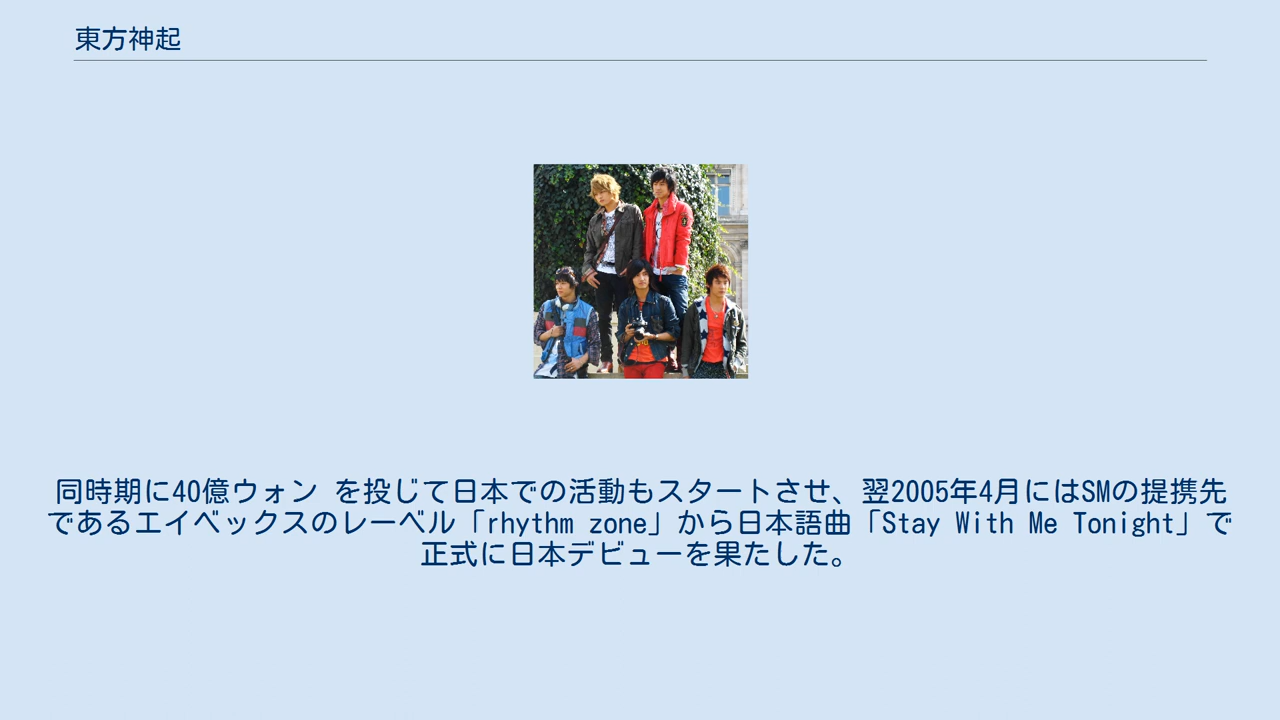 東方神起
同時期に40億ウォン を投じて日本での活動もスタートさせ、翌2005年4月にはSMの提携先
であるエイベックスのレーベル「rhythm zone」から日本語曲「Stay With Me Tonight」で
正式に日本デビューを果たした。